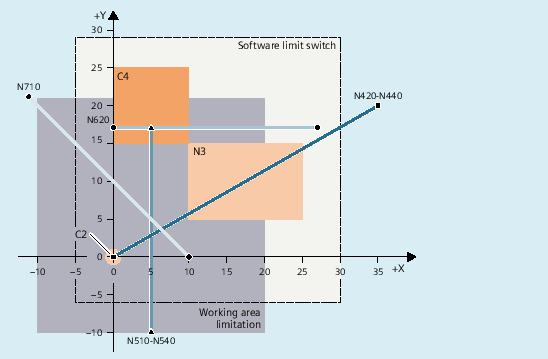 +Y
30
Software limit switch
25
C4
N710
N420-N440
20
N620
15
N3
10
5
C2
0
−10
−5
0
5
10
15
20
25
30
35
+X
−5
Working area
limitation
−10
N510-N540